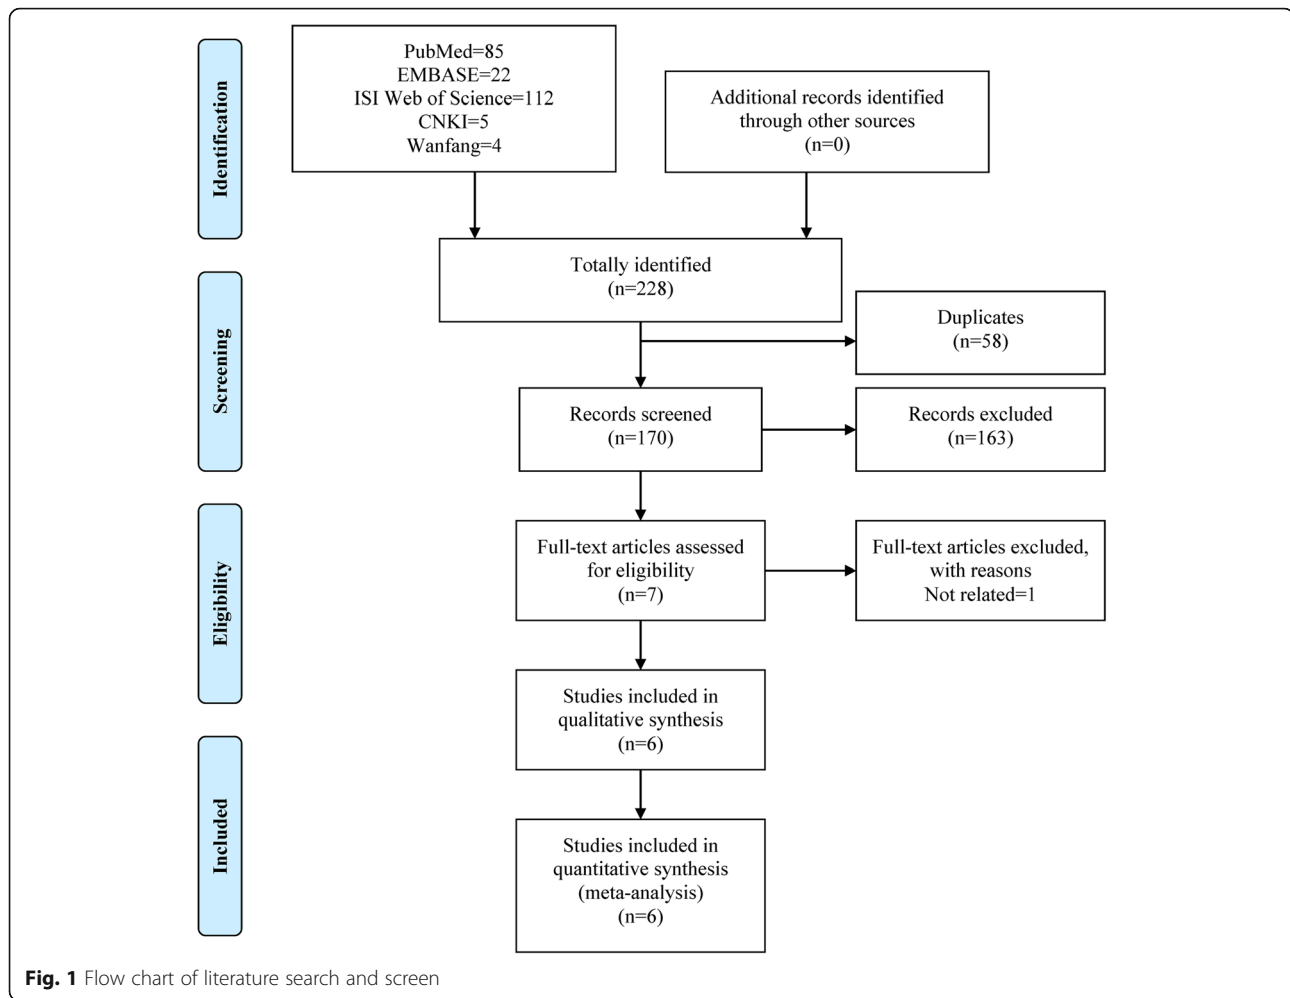 Identification
PubMed=85
EMBASE=22
ISI Web of Science=112
CNKI=5
Wanfang=4
Additional records identified
through other sources
(n=0)
Totally identified
(n=228)
Screening
Duplicates
(n=58)
Records screened
(n=170)
Records excluded
(n=163)
Eligibility
Full-text articles assessed
for eligibility
(n=7)
Full-text articles excluded,
with reasons
Not related=1
Studies included in
qualitative synthesis
(n=6)
Included
Studies included in
quantitative synthesis
(meta-analysis)
(n=6)
Fig. 1 Flow chart of literature search and screen